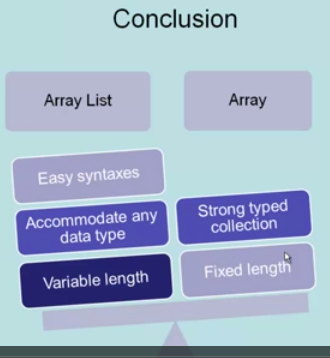 Conclusion
Array List
Array
Easy syntaxes
Accommodate any
data type
Variable length
Strong typed
collection
Fixed length